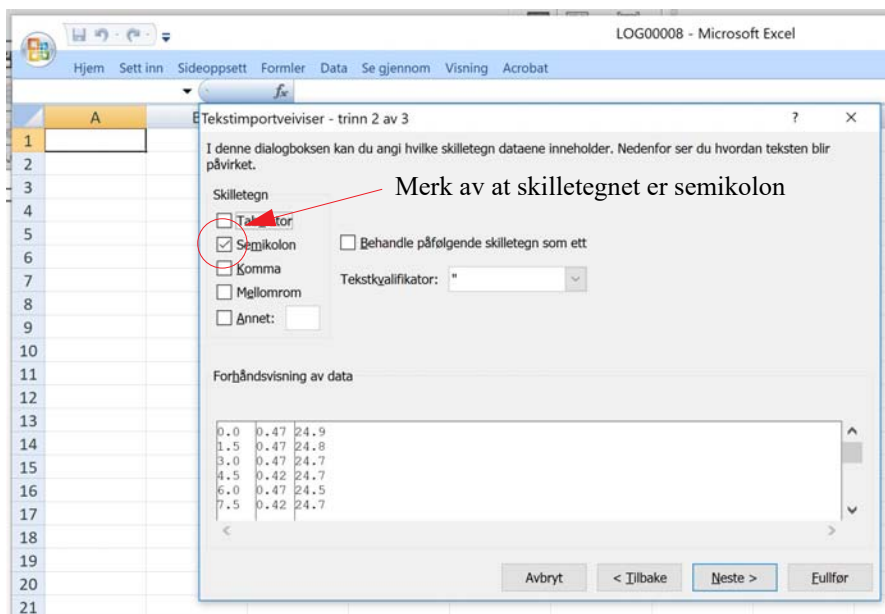 LOG00008 - Microsoft Excel
Hjem Sett inn Sideoppsett Formler Data Se gjennom Visning Acrobat
fx
A
Tekstimportveiviser - trinn 2 av 3 ? ×
I denne dialogboksen kan du angi hvilke skilletegn dataene inneholder. Nedenfor ser du hvordan teksten blir
påvirket.
Skilletegn
Merk av at skilletegnet er semikolon
Tabulator
Semikolon
Behandle påfølgende skilletegn som ett
Komma
Tekstkvalifikator: "
Mellomrom
Annet:
Forhåndsvisning av data
0.0 0.47 24.9
1.5 0.47 24.8
3.0 0.47 24.7
4.5 0.42 24.7
6.0 0.47 24.5
7.5 0.42 24.7
Avbryt < Tilbake Neste > Fullfør
1
2
3
4
5
6
7
8
9
10
11
12
13
14
15
16
17
18
19
20
21